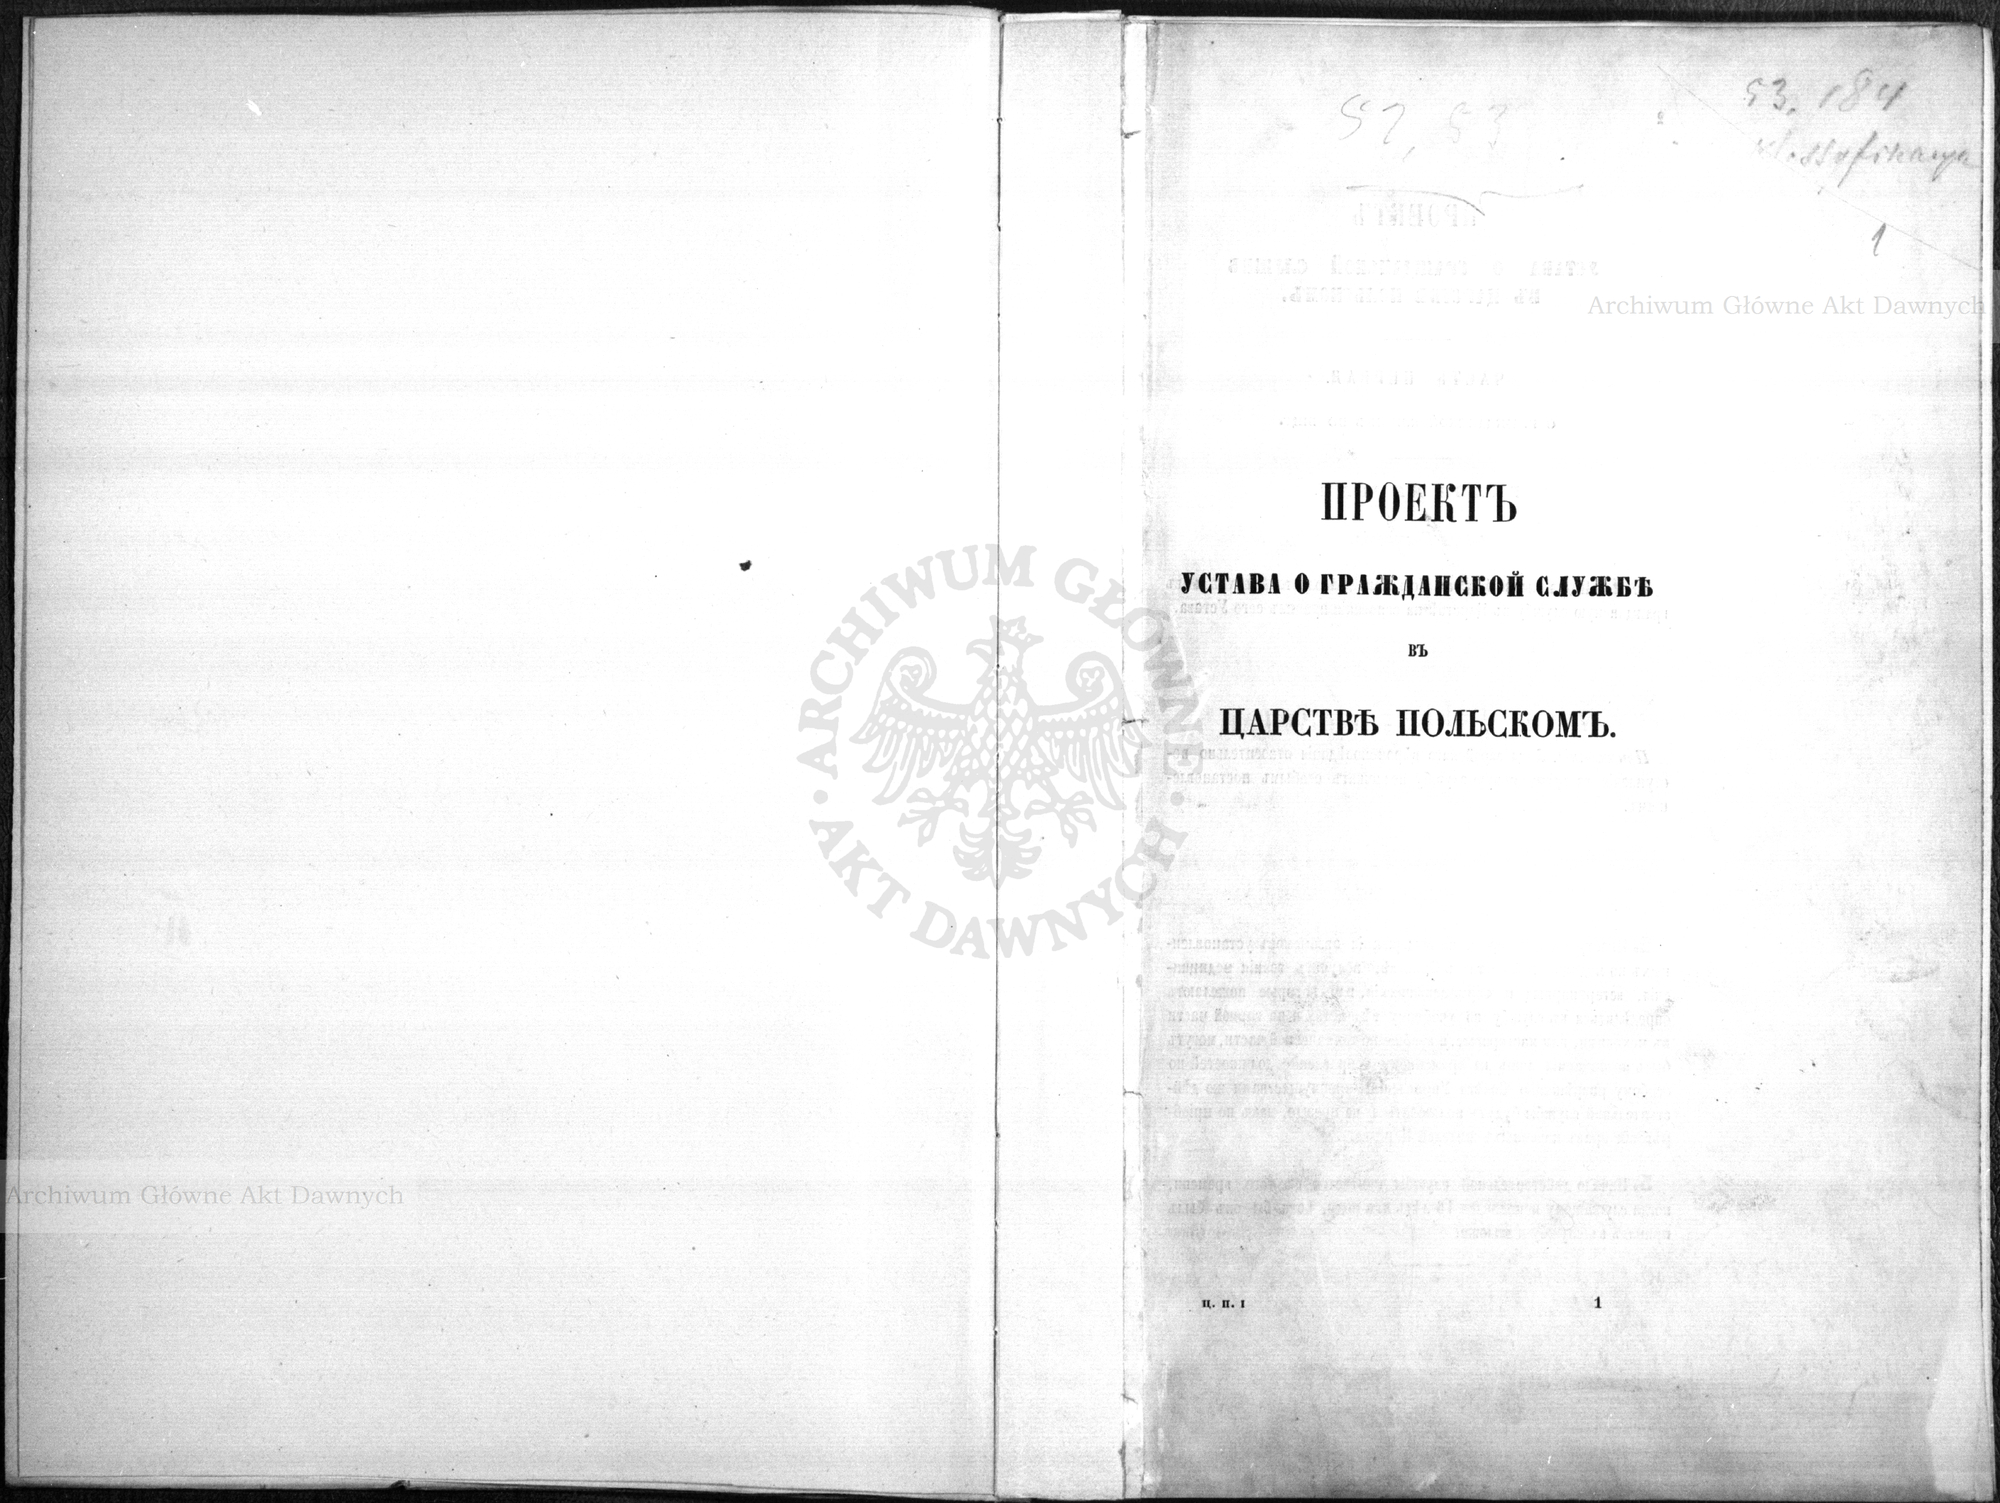 52, 53
53. 184
1
Archiwum Główne Akt Dawnych
ПРОЕКТЪ
УСТАВА О ГРАЖДАНСКОЙ СЛУЖБѢ
ВЪ
ЦАРСТВѢ ПОЛЬСКОМЪ.
ARCHIWUM GŁÓWNE · AKT DAWNYCH ·
Archiwum Główne Akt Dawnych
Ц. П. I 1